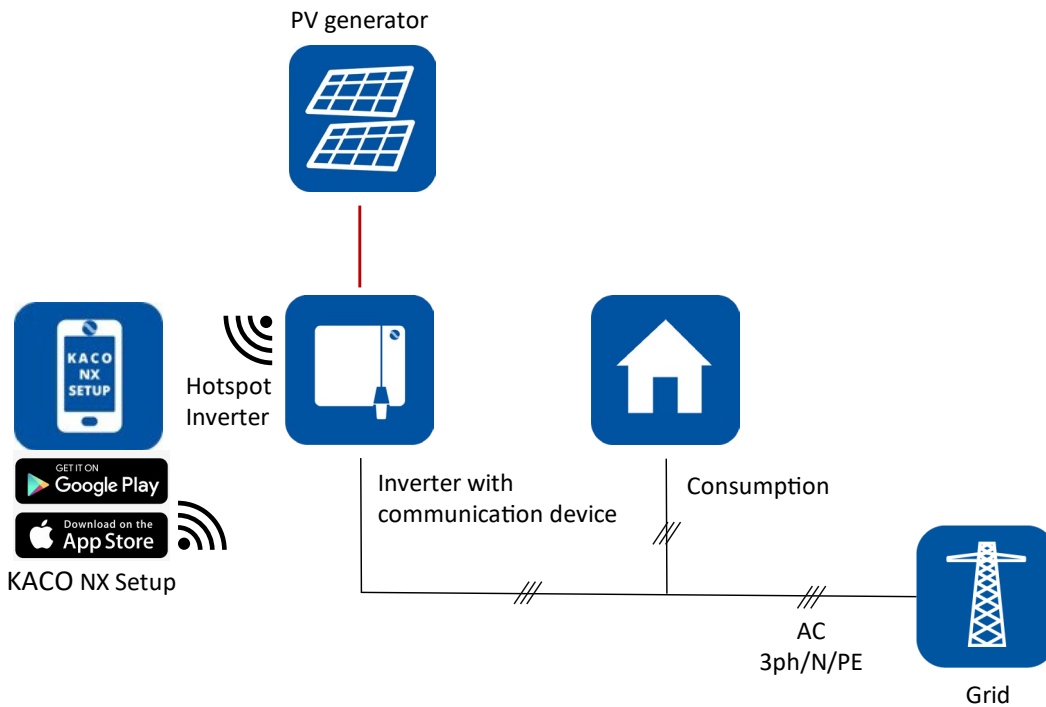 PV generator
KACO
NX
SETUP
Hotspot
Inverter
GET IT ON
Google Play
Download on the
App Store
KACO NX Setup
Inverter with
communication device
Consumption
AC
3ph/N/PE
Grid